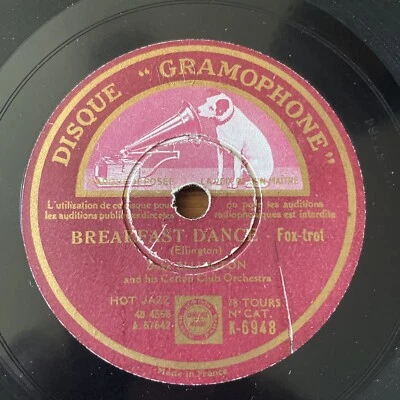 DISQUE "GRAMOPHONE"
L'utilisation de ce disque pour ou pour les auditions
les auditions publiques radiophoniques est interdite
BREAKFAST DANCE - Fox-trot
(Ellington)
and his Cotton Club Orchestra
HOT JAZZ
78 TOURS
Nº CAT.
K-6948
Made in France